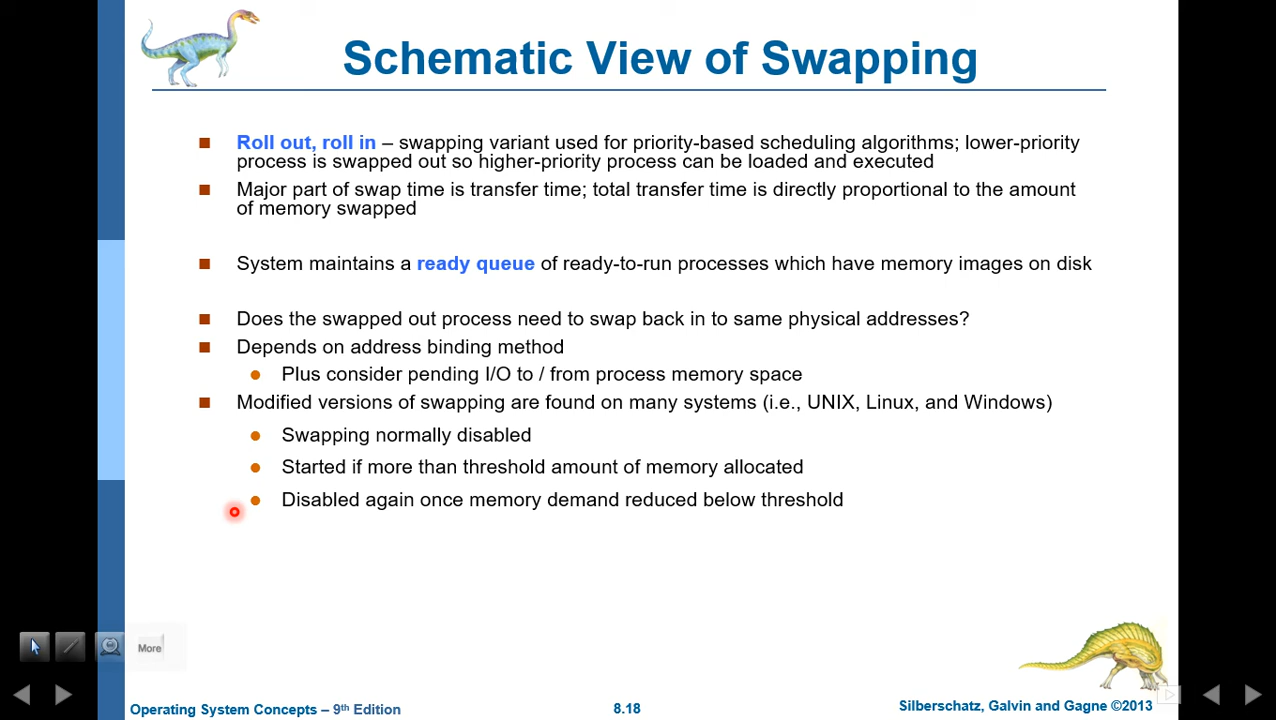 Schematic View of Swapping
Roll out, roll in – swapping variant used for priority-based scheduling algorithms; lower-priority
process is swapped out so higher-priority process can be loaded and executed
Major part of swap time is transfer time; total transfer time is directly proportional to the amount
of memory swapped
System maintains a ready queue of ready-to-run processes which have memory images on disk
Does the swapped out process need to swap back in to same physical addresses?
Depends on address binding method
Plus consider pending I/O to / from process memory space
Modified versions of swapping are found on many systems (i.e., UNIX, Linux, and Windows)
Swapping normally disabled
Started if more than threshold amount of memory allocated
Disabled again once memory demand reduced below threshold
More
Operating System Concepts – 9th Edition
8.18
Silberschatz, Galvin and Gagne ©2013